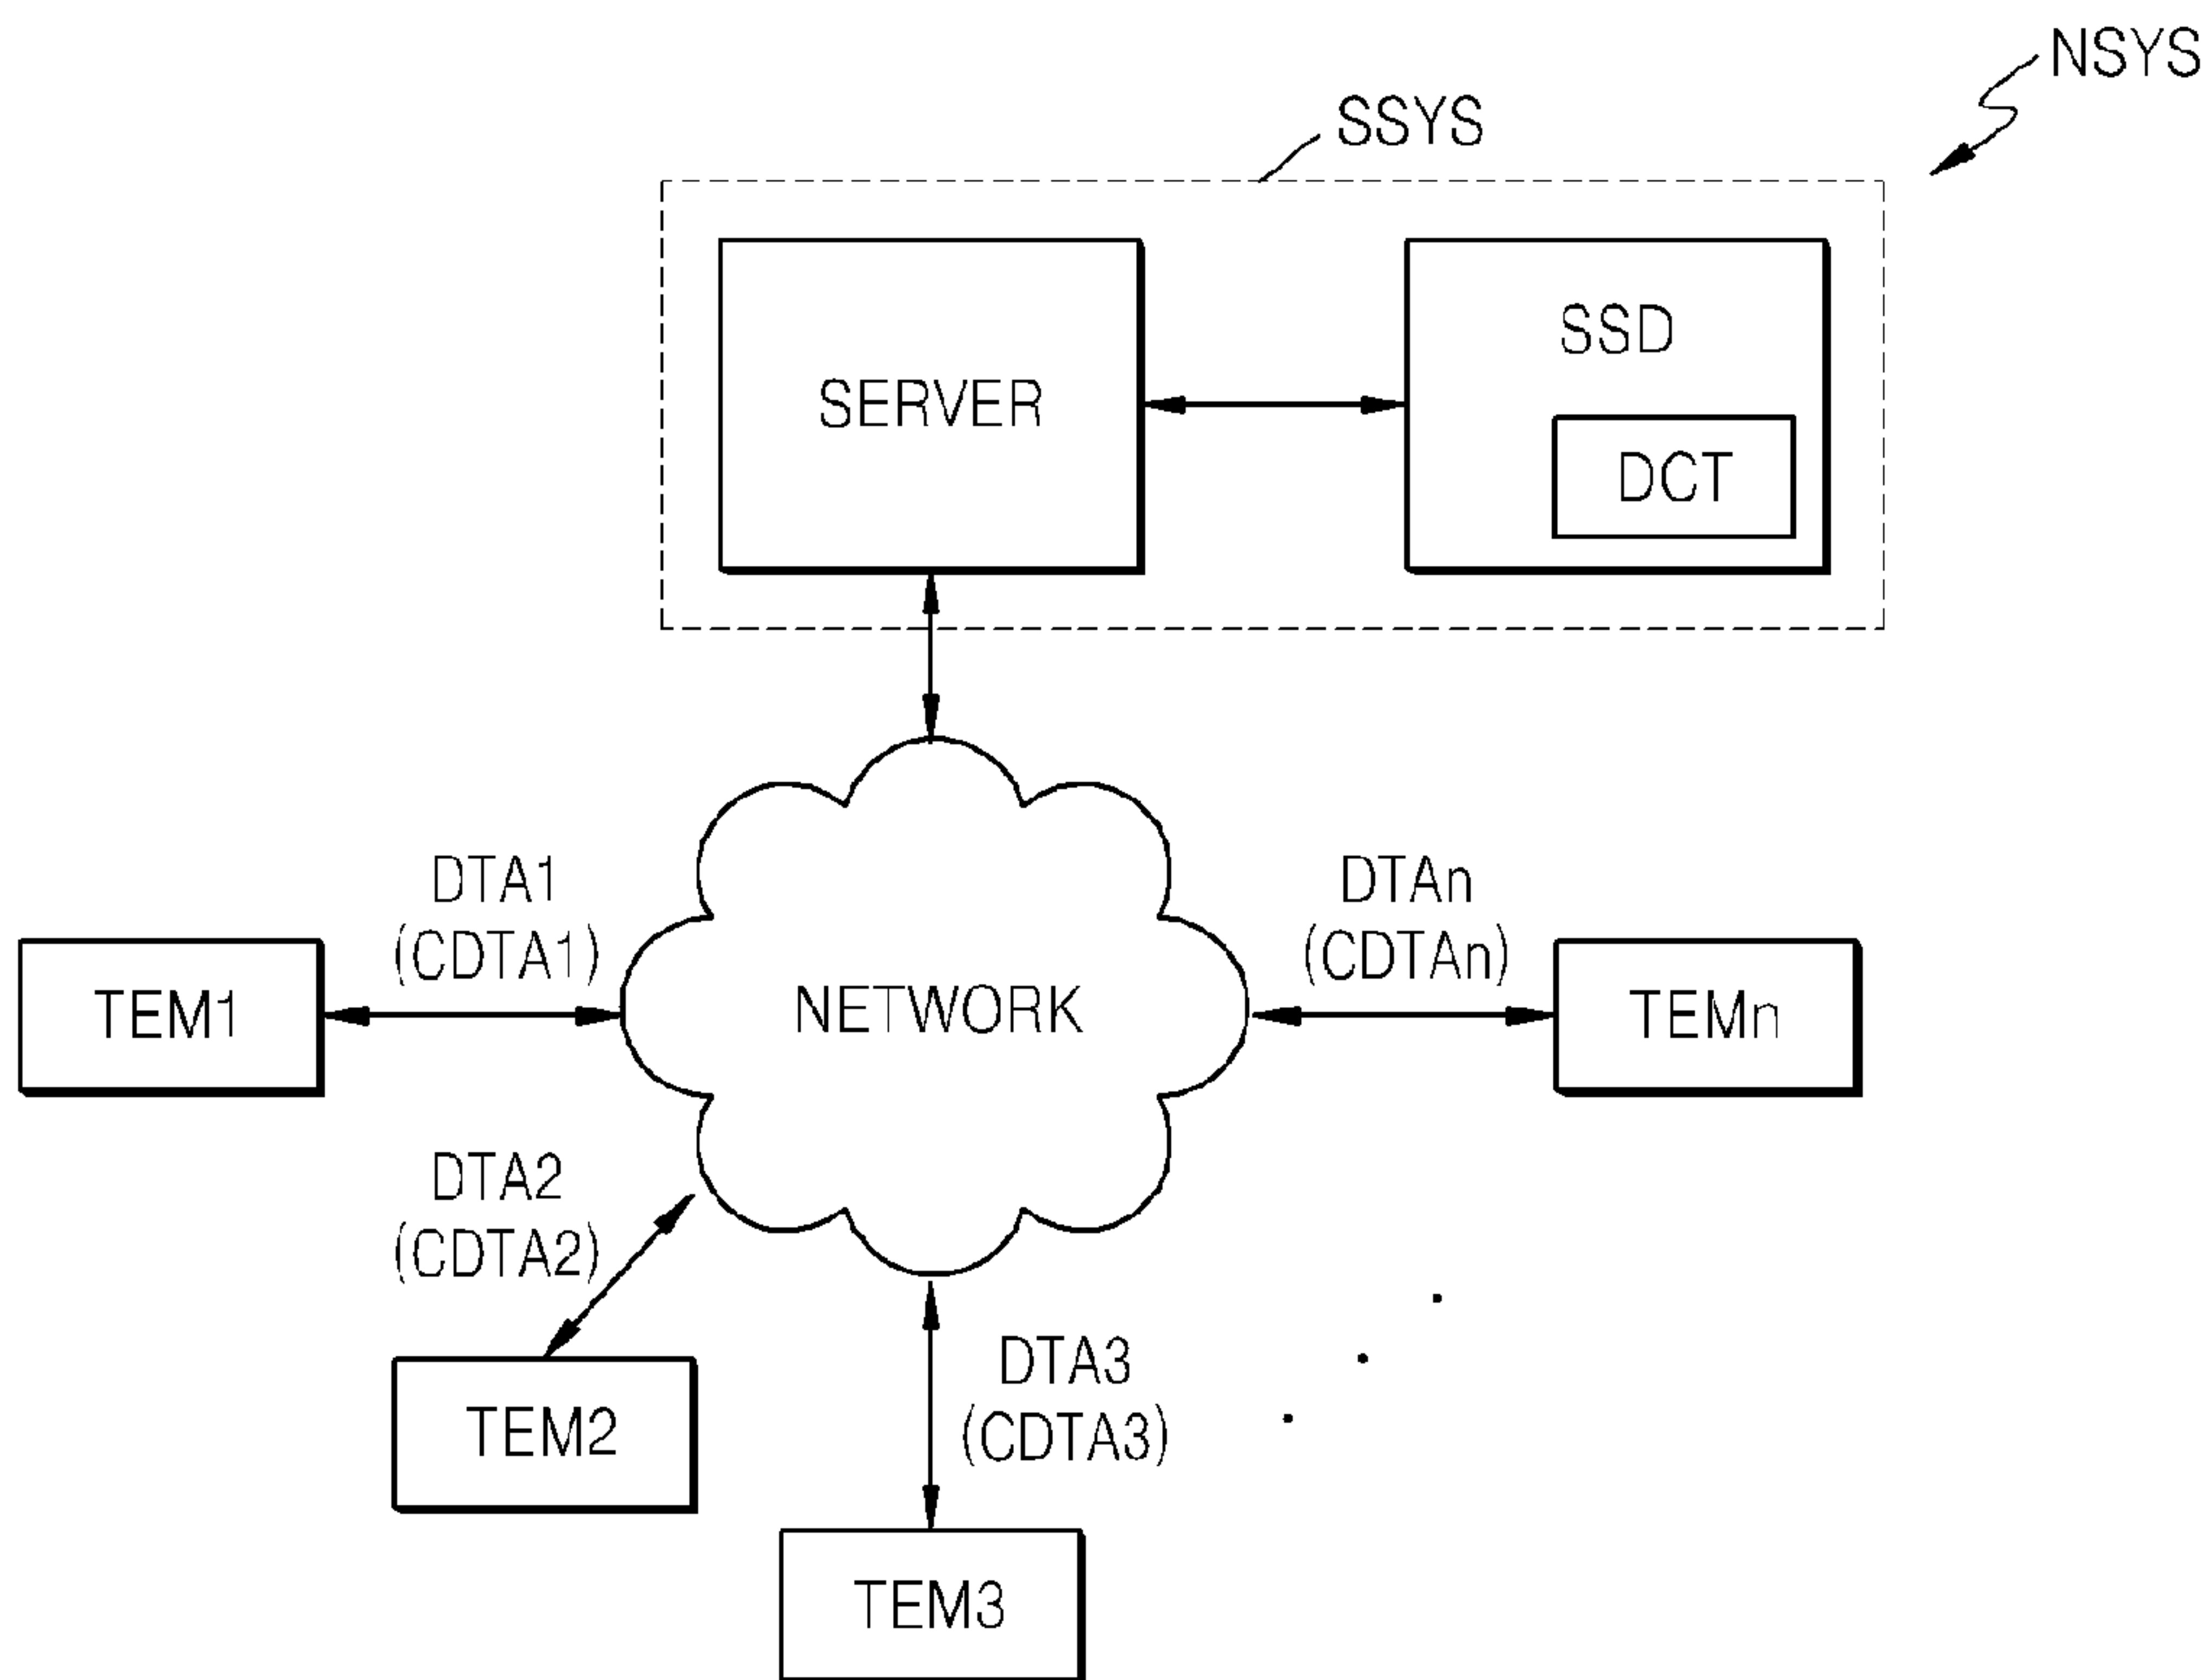 NSYS
SSYS
SERVER
SSD
DCT
DTA1
(CDTA1)
DTAn
(CDTAn)
TEM1
NETWORK
TEMn
DTA2
(CDTA2)
DTA3
(CDTA3)
TEM2
TEM3